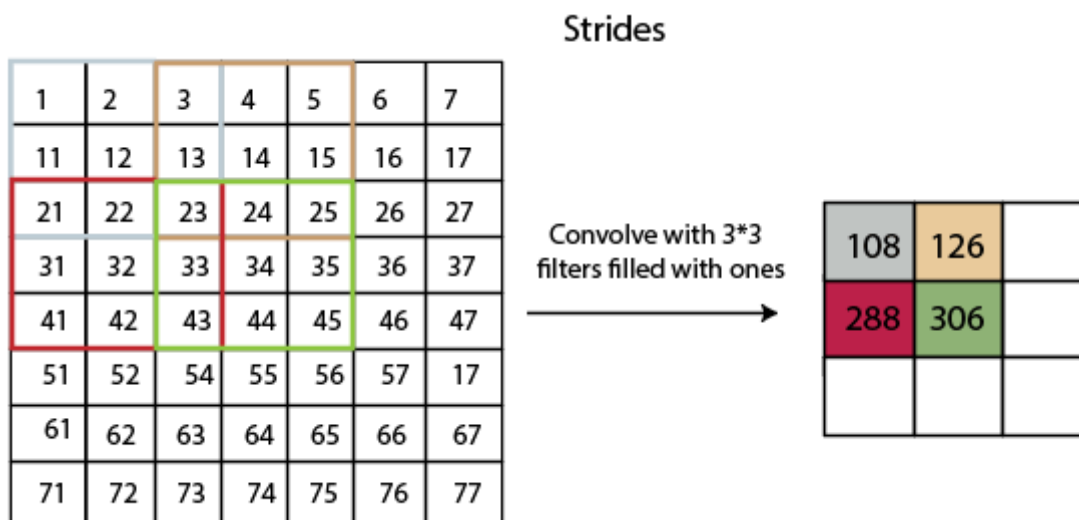 Strides
1 2 3 4 5 6 7
11 12 13 14 15 16 17
21 22 23 24 25 26 27
31 32 33 34 35 36 37
41 42 43 44 45 46 47
51 52 54 55 56 57 17
61 62 63 64 65 66 67
71 72 73 74 75 76 77
Convolve with 3*3
filters filled with ones
108 126
288 306